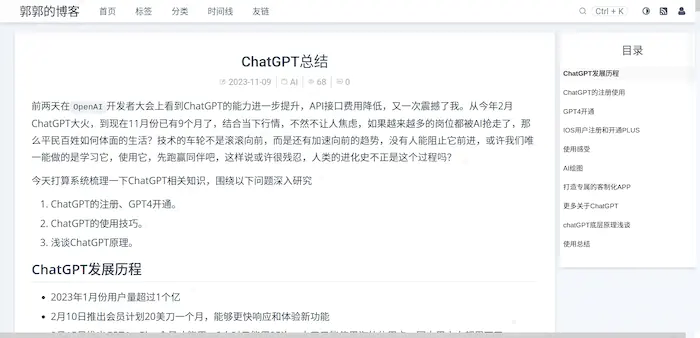 郭郭的博客 首页 标签 分类 时间线 友链 Ctrl + K
ChatGPT总结
2023-11-09 AI 68 0
前两天在 OpenAI 开发者大会上看到ChatGPT的能力进一步提升，API接口费用降低，又一次震撼了我。从今年2月
ChatGPT大火，到现在11月份已有9个月了，结合当下行情，不然不让人焦虑，如果越来越多的岗位都被AI抢走了，那
么平民百姓如何体面的生活？技术的车轮不是滚滚向前，而是还有加速向前的趋势，没有人能阻止它前进，或许我们唯
一能做的是学习它，使用它，先跑赢同伴吧，这样说或许很残忍，人类的进化史不正是这个过程吗？
今天打算系统梳理一下ChatGPT相关知识，围绕以下问题深入研究
1. ChatGPT的注册、GPT4开通。
2. ChatGPT的使用技巧。
3. 浅谈ChatGPT原理。
ChatGPT发展历程
2023年1月份用户量超过1个亿
2月10日推出会员计划20美刀一个月，能够更快响应和体验新功能
目录
ChatGPT发展历程
ChatGPT的注册使用
GPT4开通
IOS用户注册和开通PLUS
使用感受
AI绘图
打造专属的客制化APP
更多关于ChatGPT
chatGPT底层原理浅谈
使用总结